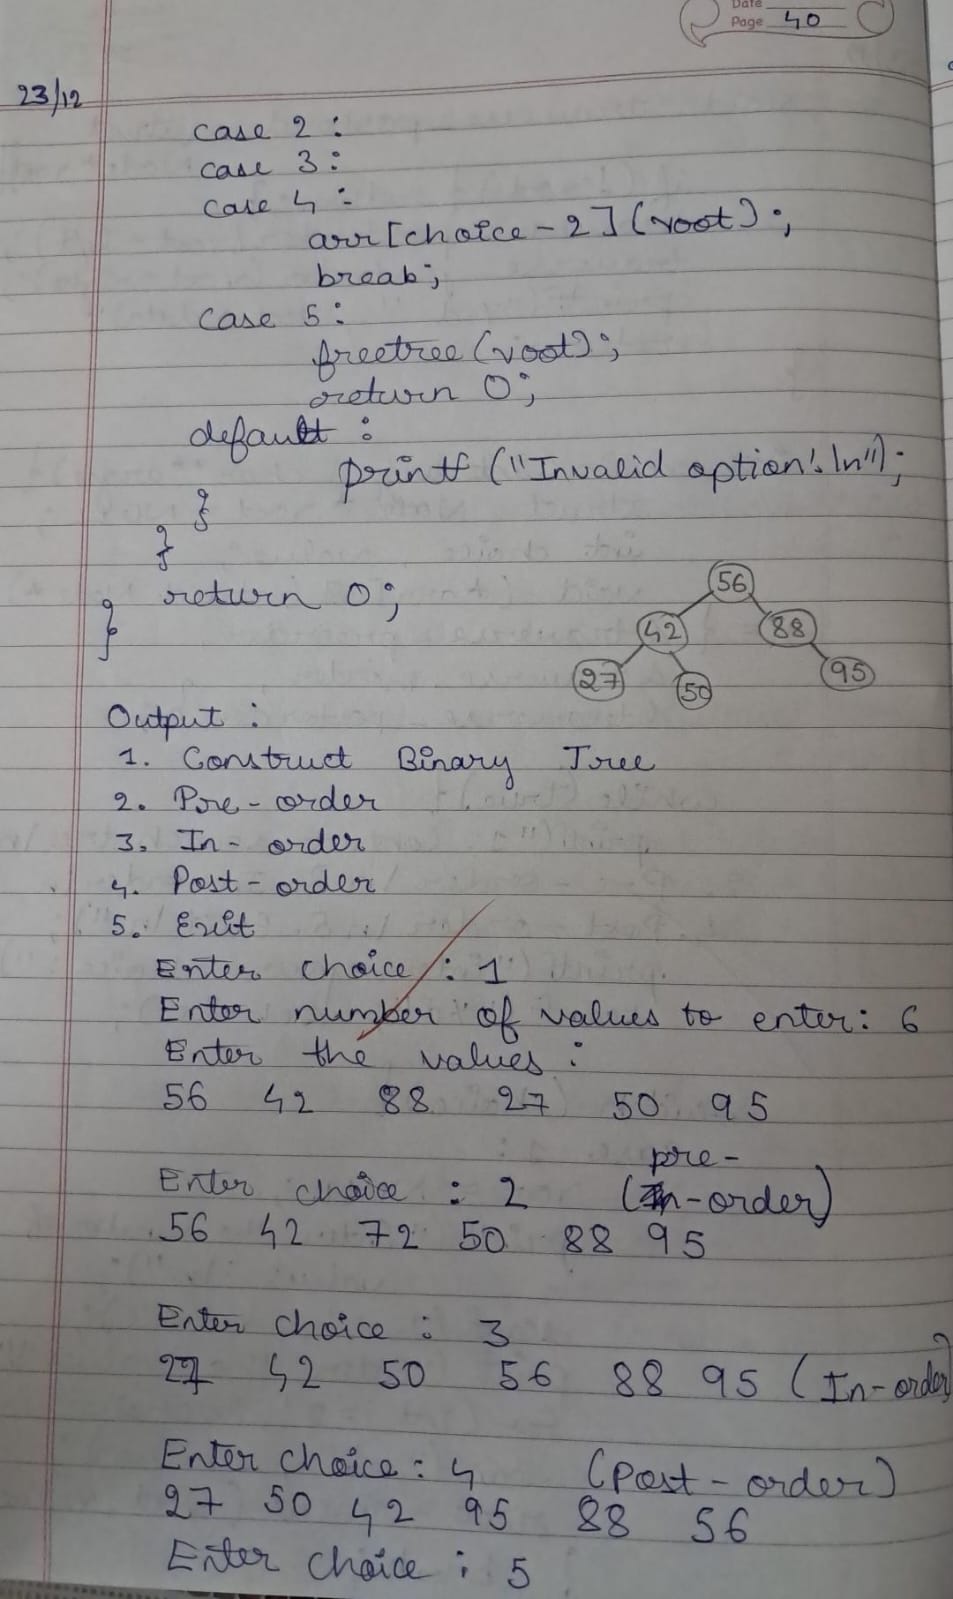 Date
Page 40
23/12
case 2 :
case 3 :
case 4 :
arr[choice-2](root);
break;
case 5 :
freetree(root);
return 0;
default :
printf("Invalid option!\n");
}
}
return 0;
}
56
42 88
27 50 95
Output :
1. Construct Binary Tree
2. Pre-order
3. In-order
4. Post-order
5. Exit
Enter choice : 1
Enter number of values to enter: 6
Enter the values :
56 42 88 27 50 95
pre-
Enter choice : 2 (In-order)
56 42 72 50 88 95
Enter choice : 3
27 42 50 56 88 95 (In-order)
Enter choice : 4 (Post-order)
27 50 42 95 88 56
Enter choice : 5